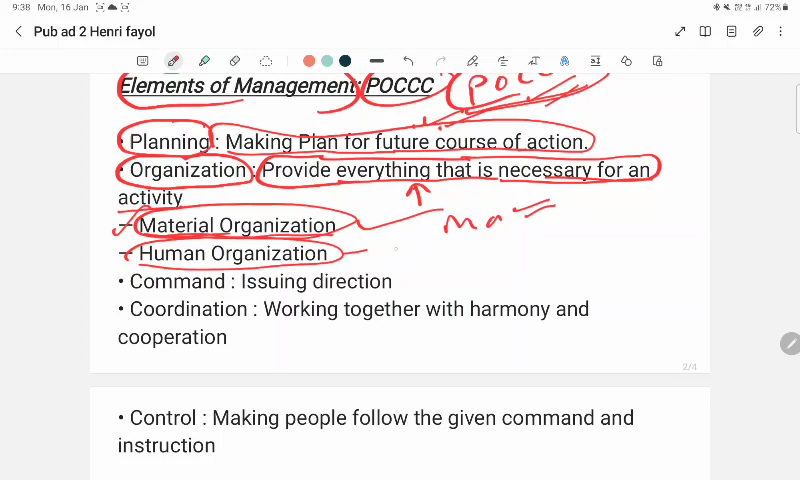 9:38 Mon, 16 Jan
72%
Pub ad 2 Henri fayol
Elements of Management: POCCC
POCC
• Planning : Making Plan for future course of action.
• Organization : Provide everything that is necessary for an
activity
– Material Organization
Ma
– Human Organization
• Command : Issuing direction
• Coordination : Working together with harmony and
cooperation
2/4
• Control : Making people follow the given command and
instruction